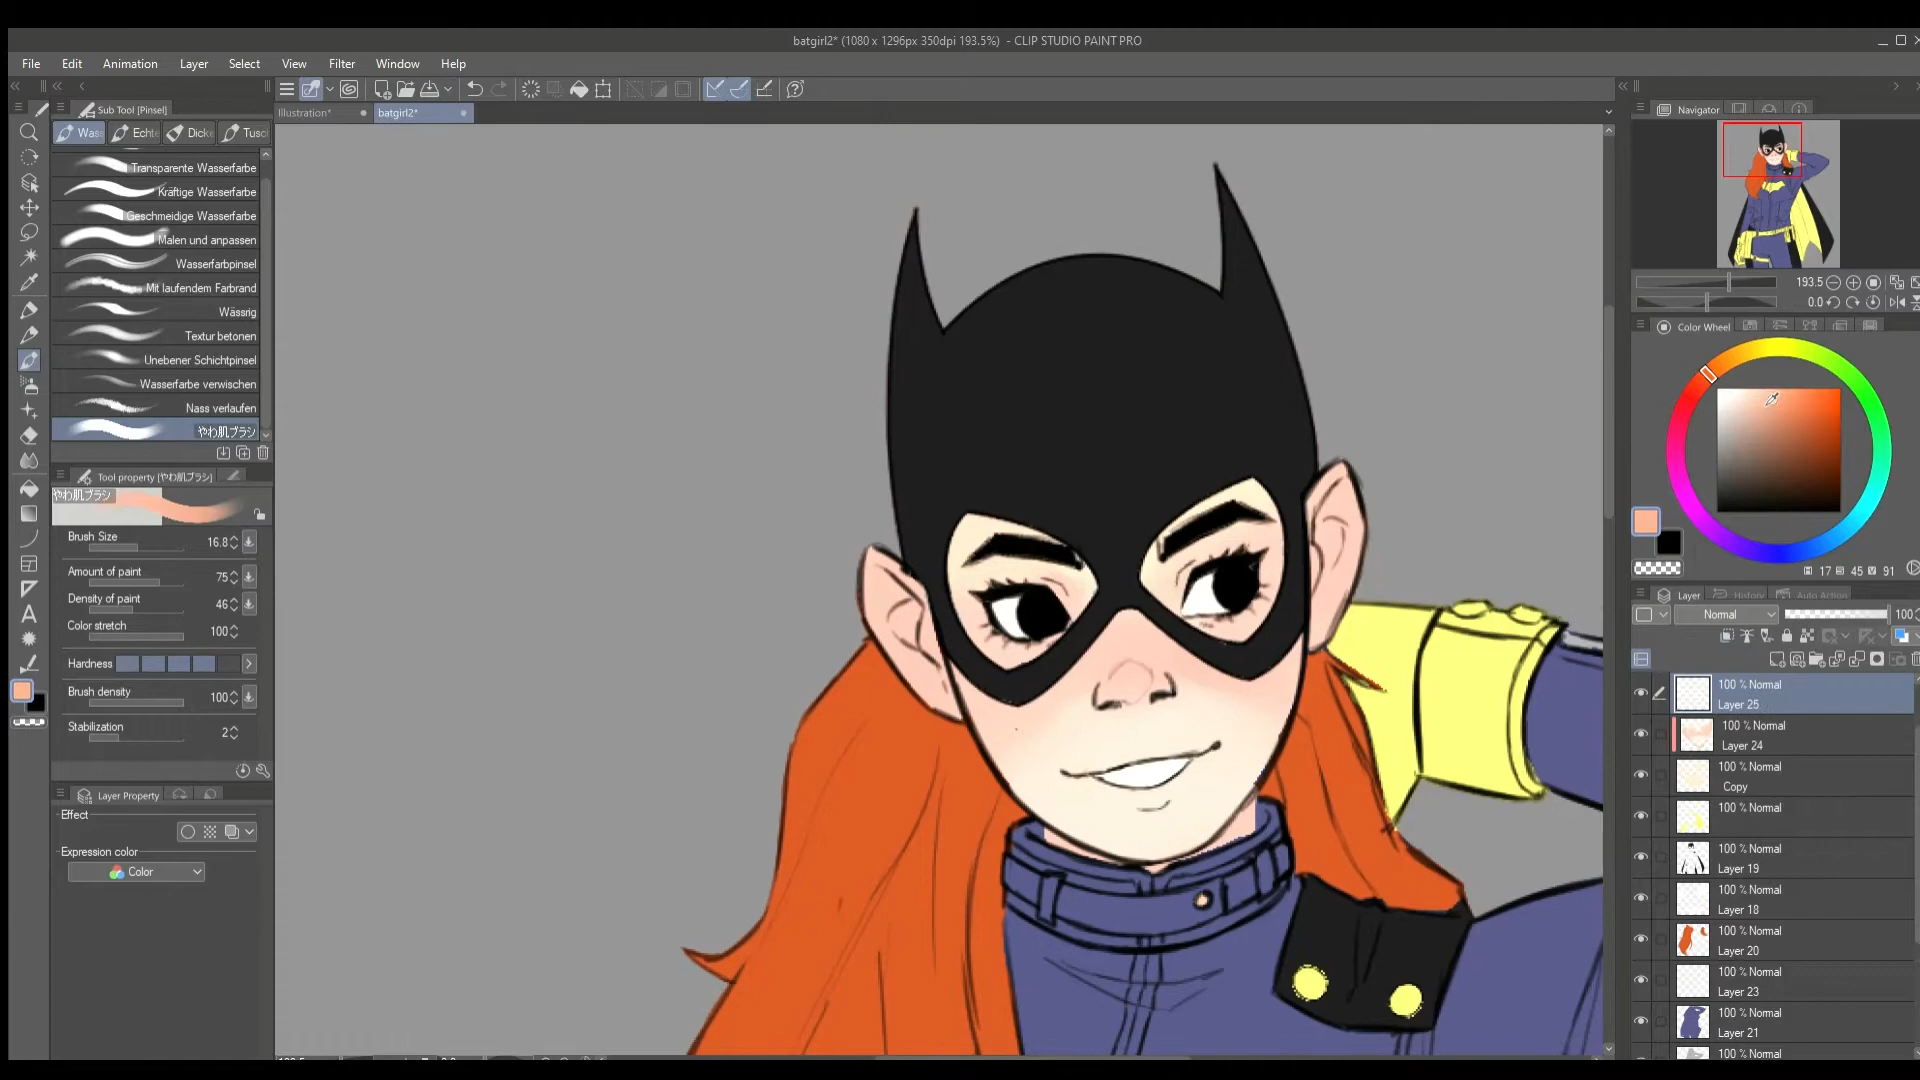 batgirl2* (1080 x 1296px 350dpi 193.5%) - CLIP STUDIO PAINT PRO
File Edit Animation Layer Select View Filter Window Help
Sub Tool [Pinsel]
Illustration*
batgirl2*
Was
Echte
Dicke
Tusc
Transparente Wasserfarbe
Kräftige Wasserfarbe
Geschmeidige Wasserfarbe
Malen und anpassen
Wasserfarbpinsel
Mit laufendem Farbrand
Wässrig
Textur betonen
Unebener Schichtpinsel
Wasserfarbe verwischen
Nass verlaufen
やわ肌ブラシ
Tool property [やわ肌ブラシ]
やわ肌ブラシ
Brush Size 16.8
Amount of paint 75
Density of paint 46
Color stretch 100
Hardness
Brush density 100
Stabilization 2
Layer Property
Effect
Expression color
Color
Navigator
193.5
0.0
Color Wheel
H 17 S 45 V 91
Layer
History
Auto Action
Normal 100
100 % Normal
Layer 25
100 % Normal
Layer 24
100 % Normal
Copy
100 % Normal
100 % Normal
Layer 19
100 % Normal
Layer 18
100 % Normal
Layer 20
100 % Normal
Layer 23
100 % Normal
Layer 21
100 % Normal